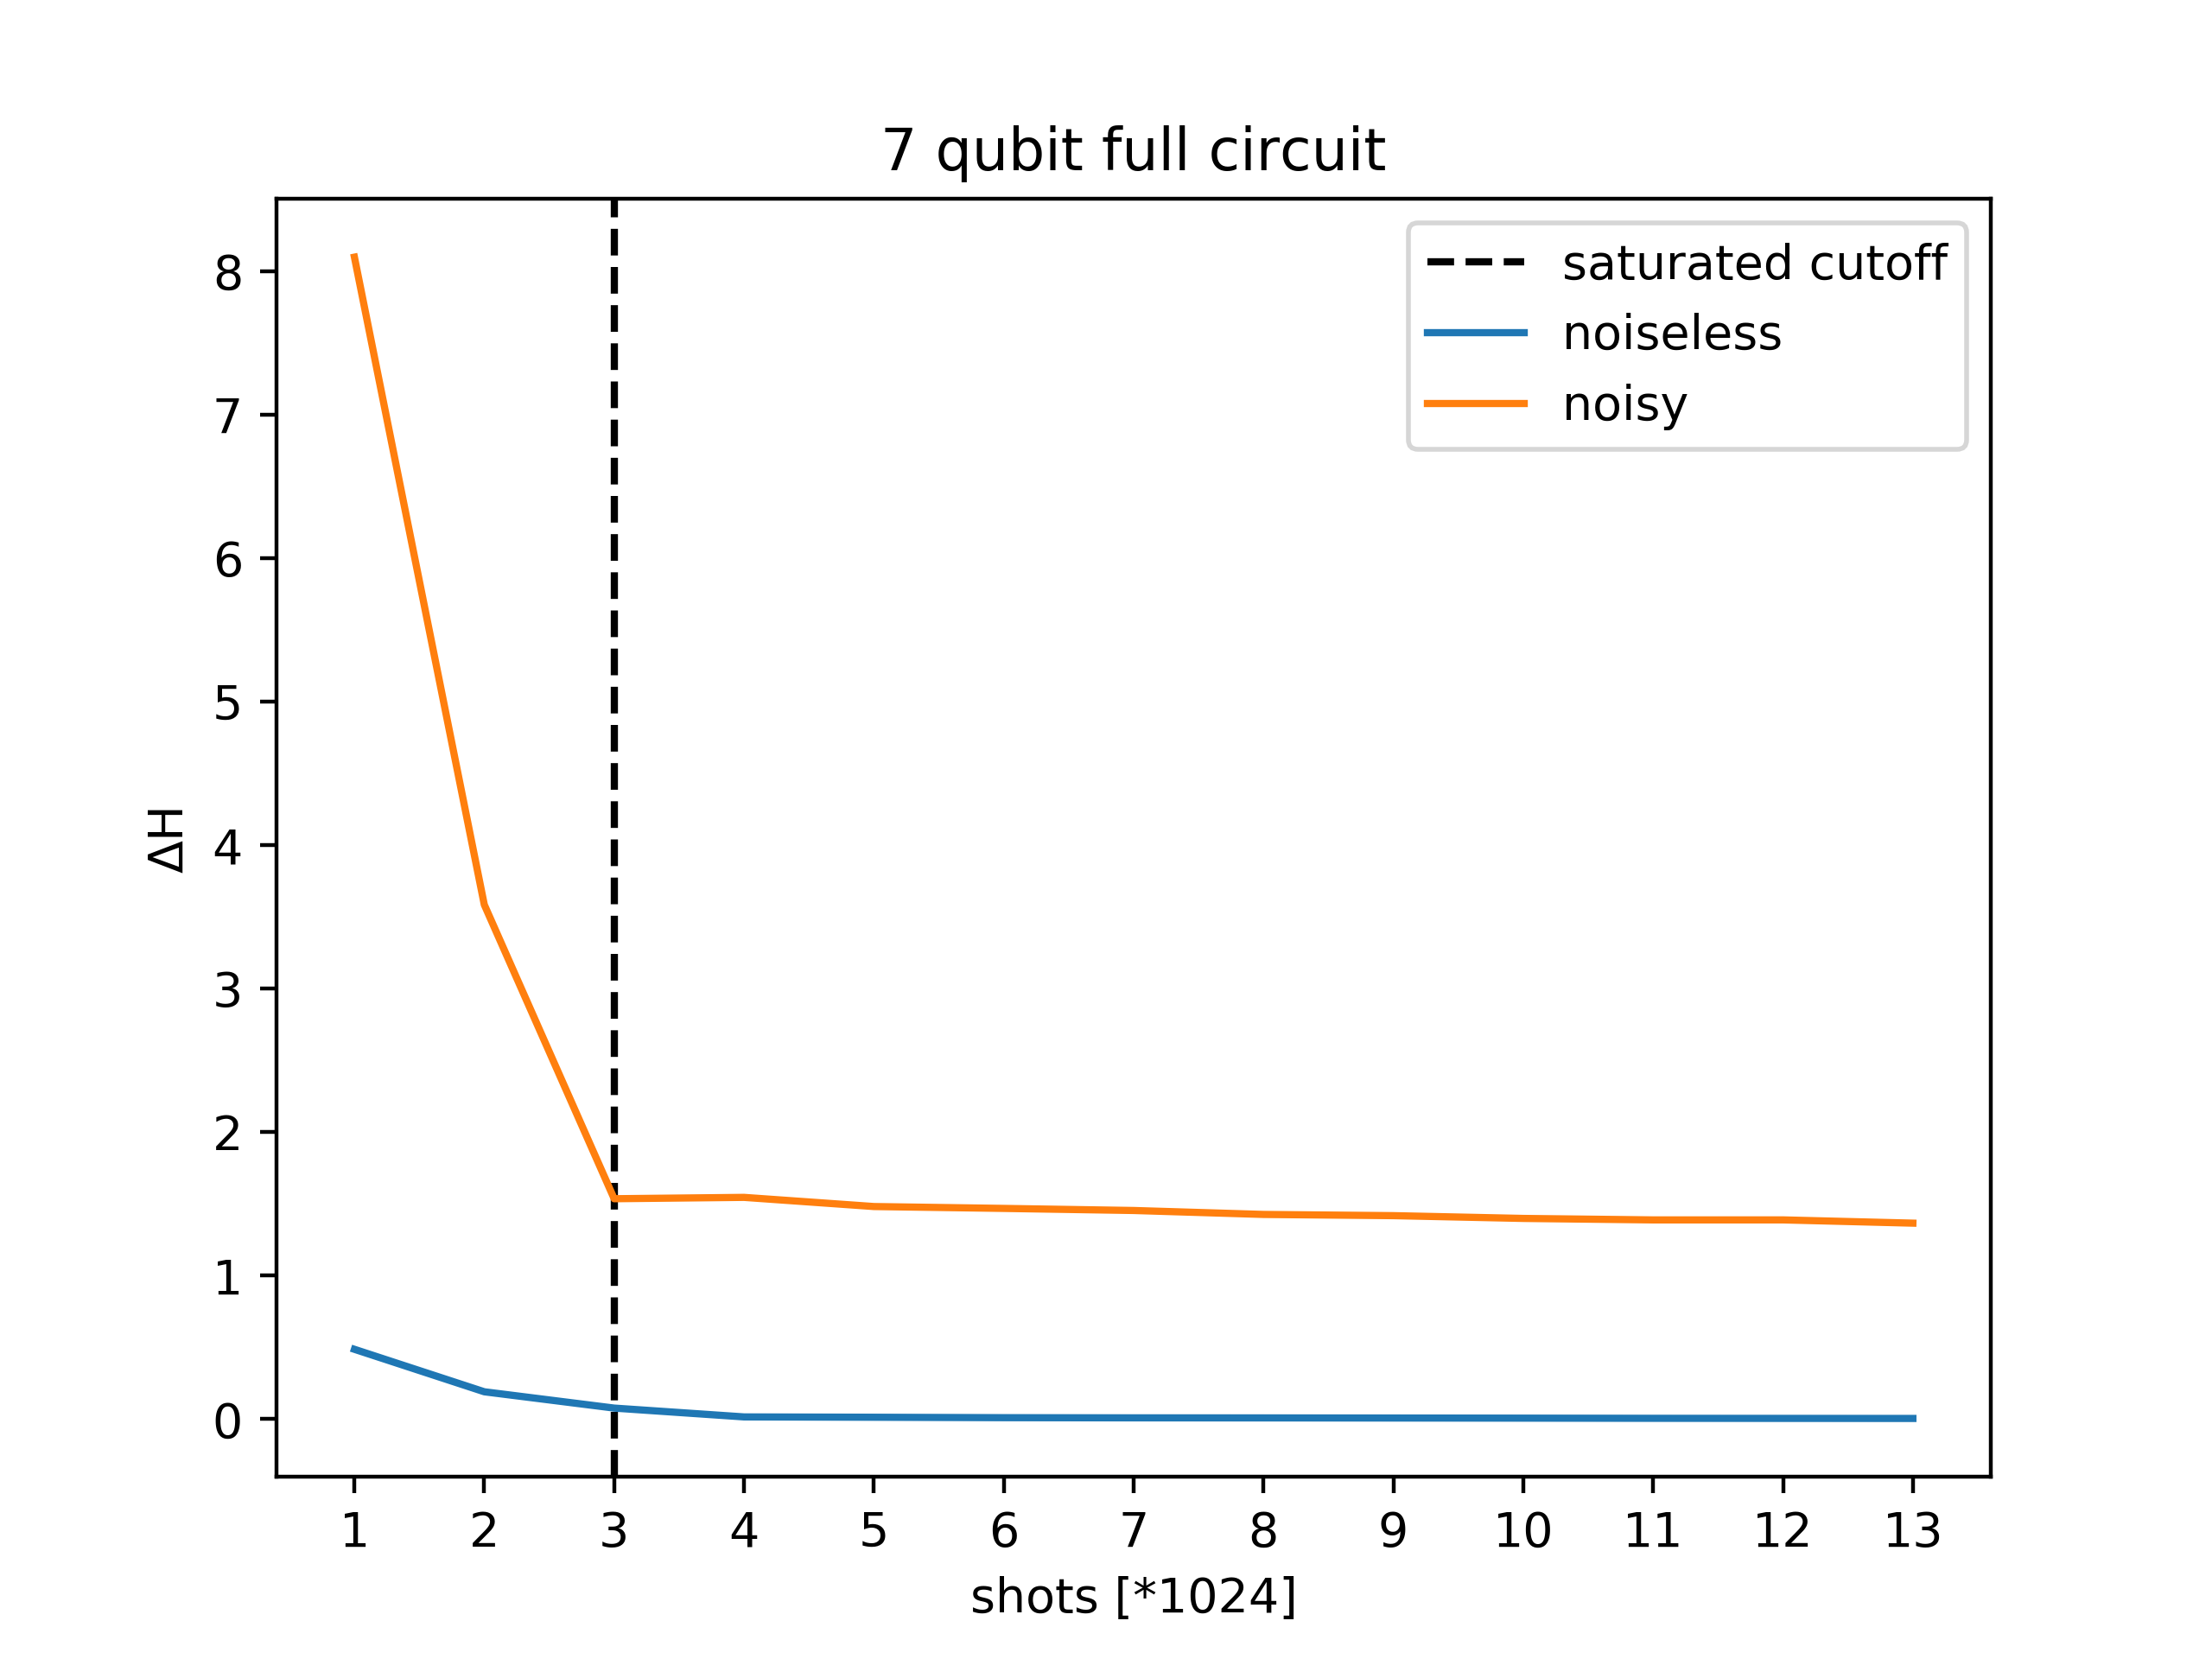 7 qubit full circuit
saturated cutoff
noiseless
noisy
8
7
6
5
4
3
2
1
0
ΔH
1 2 3 4 5 6 7 8 9 10 11 12 13
shots [*1024]